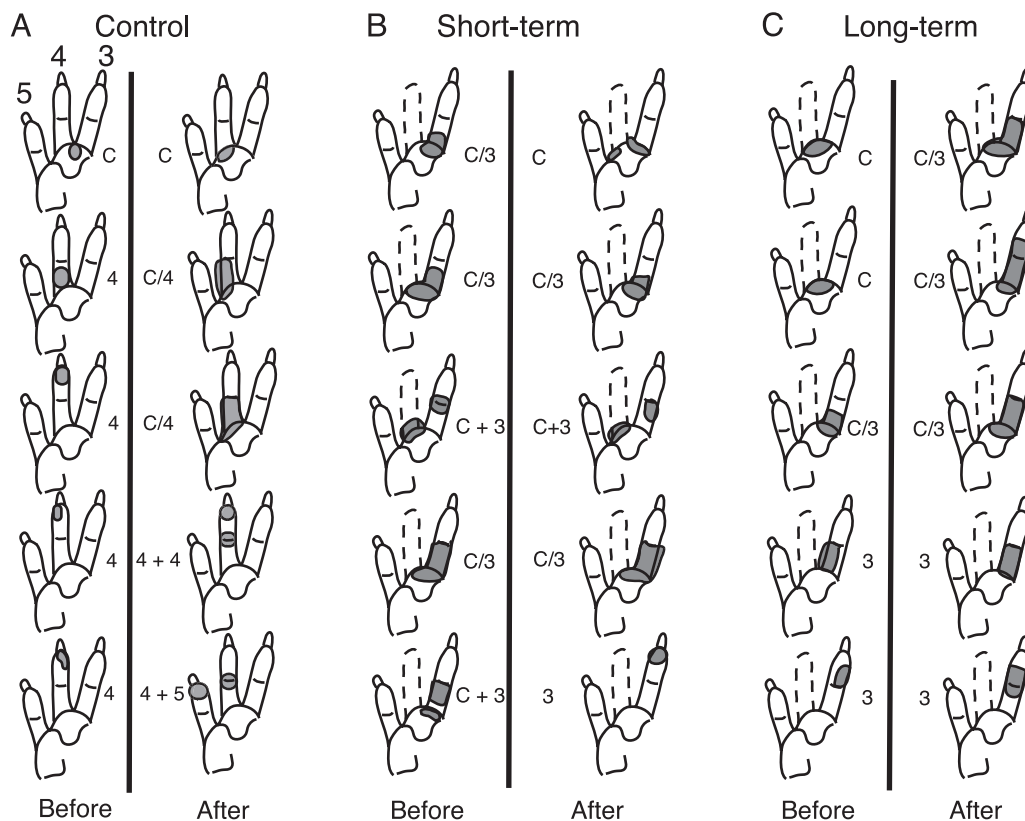 A Control
B Short-term
C Long-term
5 4 3
C C C/3 C C C/3
4 C/4 C/3 C/3 C C/3
4 C/4 C + 3 C+3 C/3 C/3
4 4 + 4 C/3 C/3 3 3
4 4 + 5 C + 3 3 3 3
Before After Before After Before After